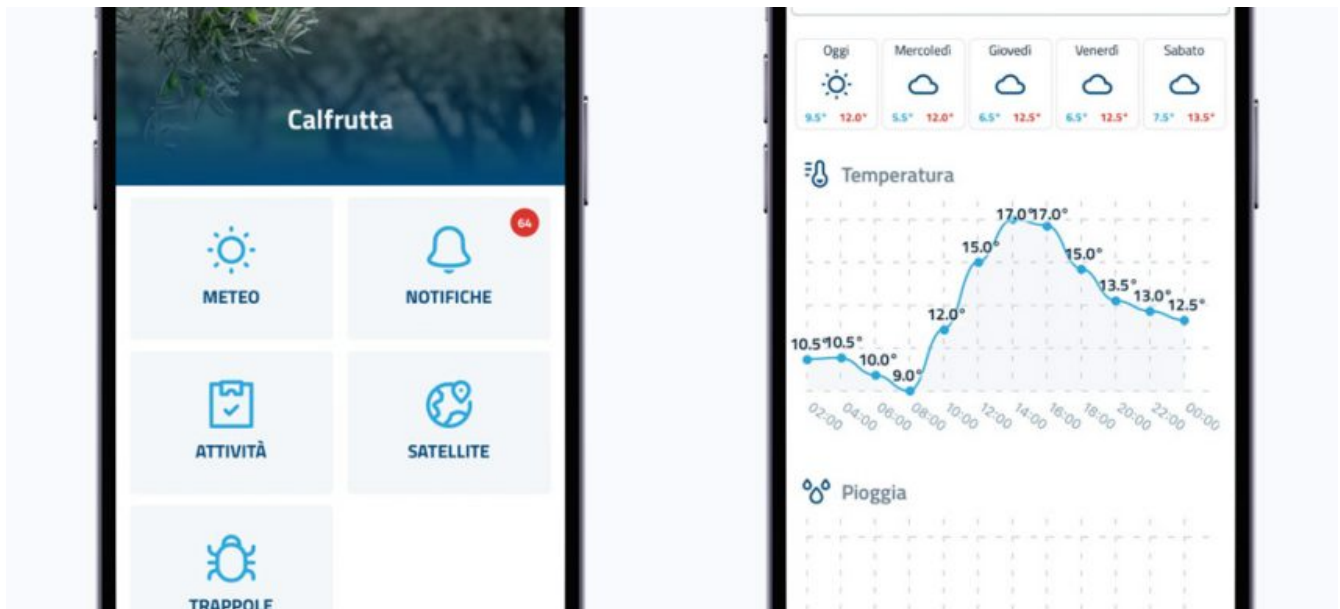 Calfrutta
METEO
NOTIFICHE
64
ATTIVITÀ
SATELLITE
TRAPPOLE
Oggi
9.5° 12.0°
Mercoledì
5.5° 12.0°
Giovedì
6.5° 12.5°
Venerdì
6.5° 12.5°
Sabato
7.5° 13.5°
Temperatura
10.5° 10.5° 10.0° 9.0° 12.0° 15.0° 17.0° 17.0° 15.0° 13.5° 13.0° 12.5°
02:00 04:00 06:00 08:00 10:00 12:00 14:00 16:00 18:00 20:00 22:00 00:00
Pioggia